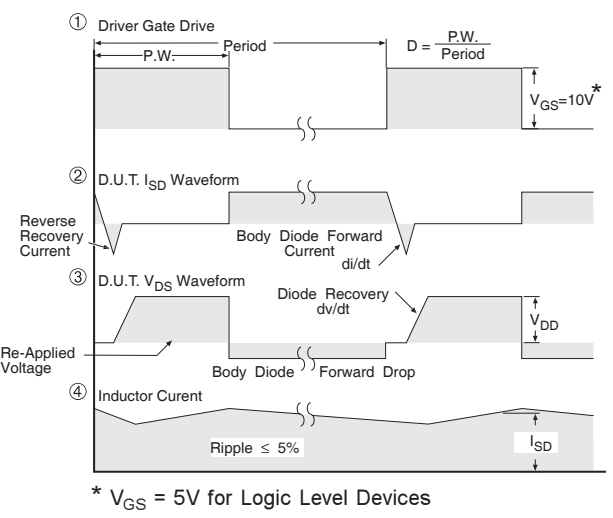 ① Driver Gate Drive
P.W.
Period
D = P.W.
Period
V_GS=10V*
② D.U.T. I_SD Waveform
Reverse
Recovery
Current
Body Diode Forward
Current
di/dt
③ D.U.T. V_DS Waveform
Diode Recovery
dv/dt
V_DD
Re-Applied
Voltage
Body Diode Forward Drop
④ Inductor Curent
Ripple ≤ 5%
I_SD
* V_GS = 5V for Logic Level Devices